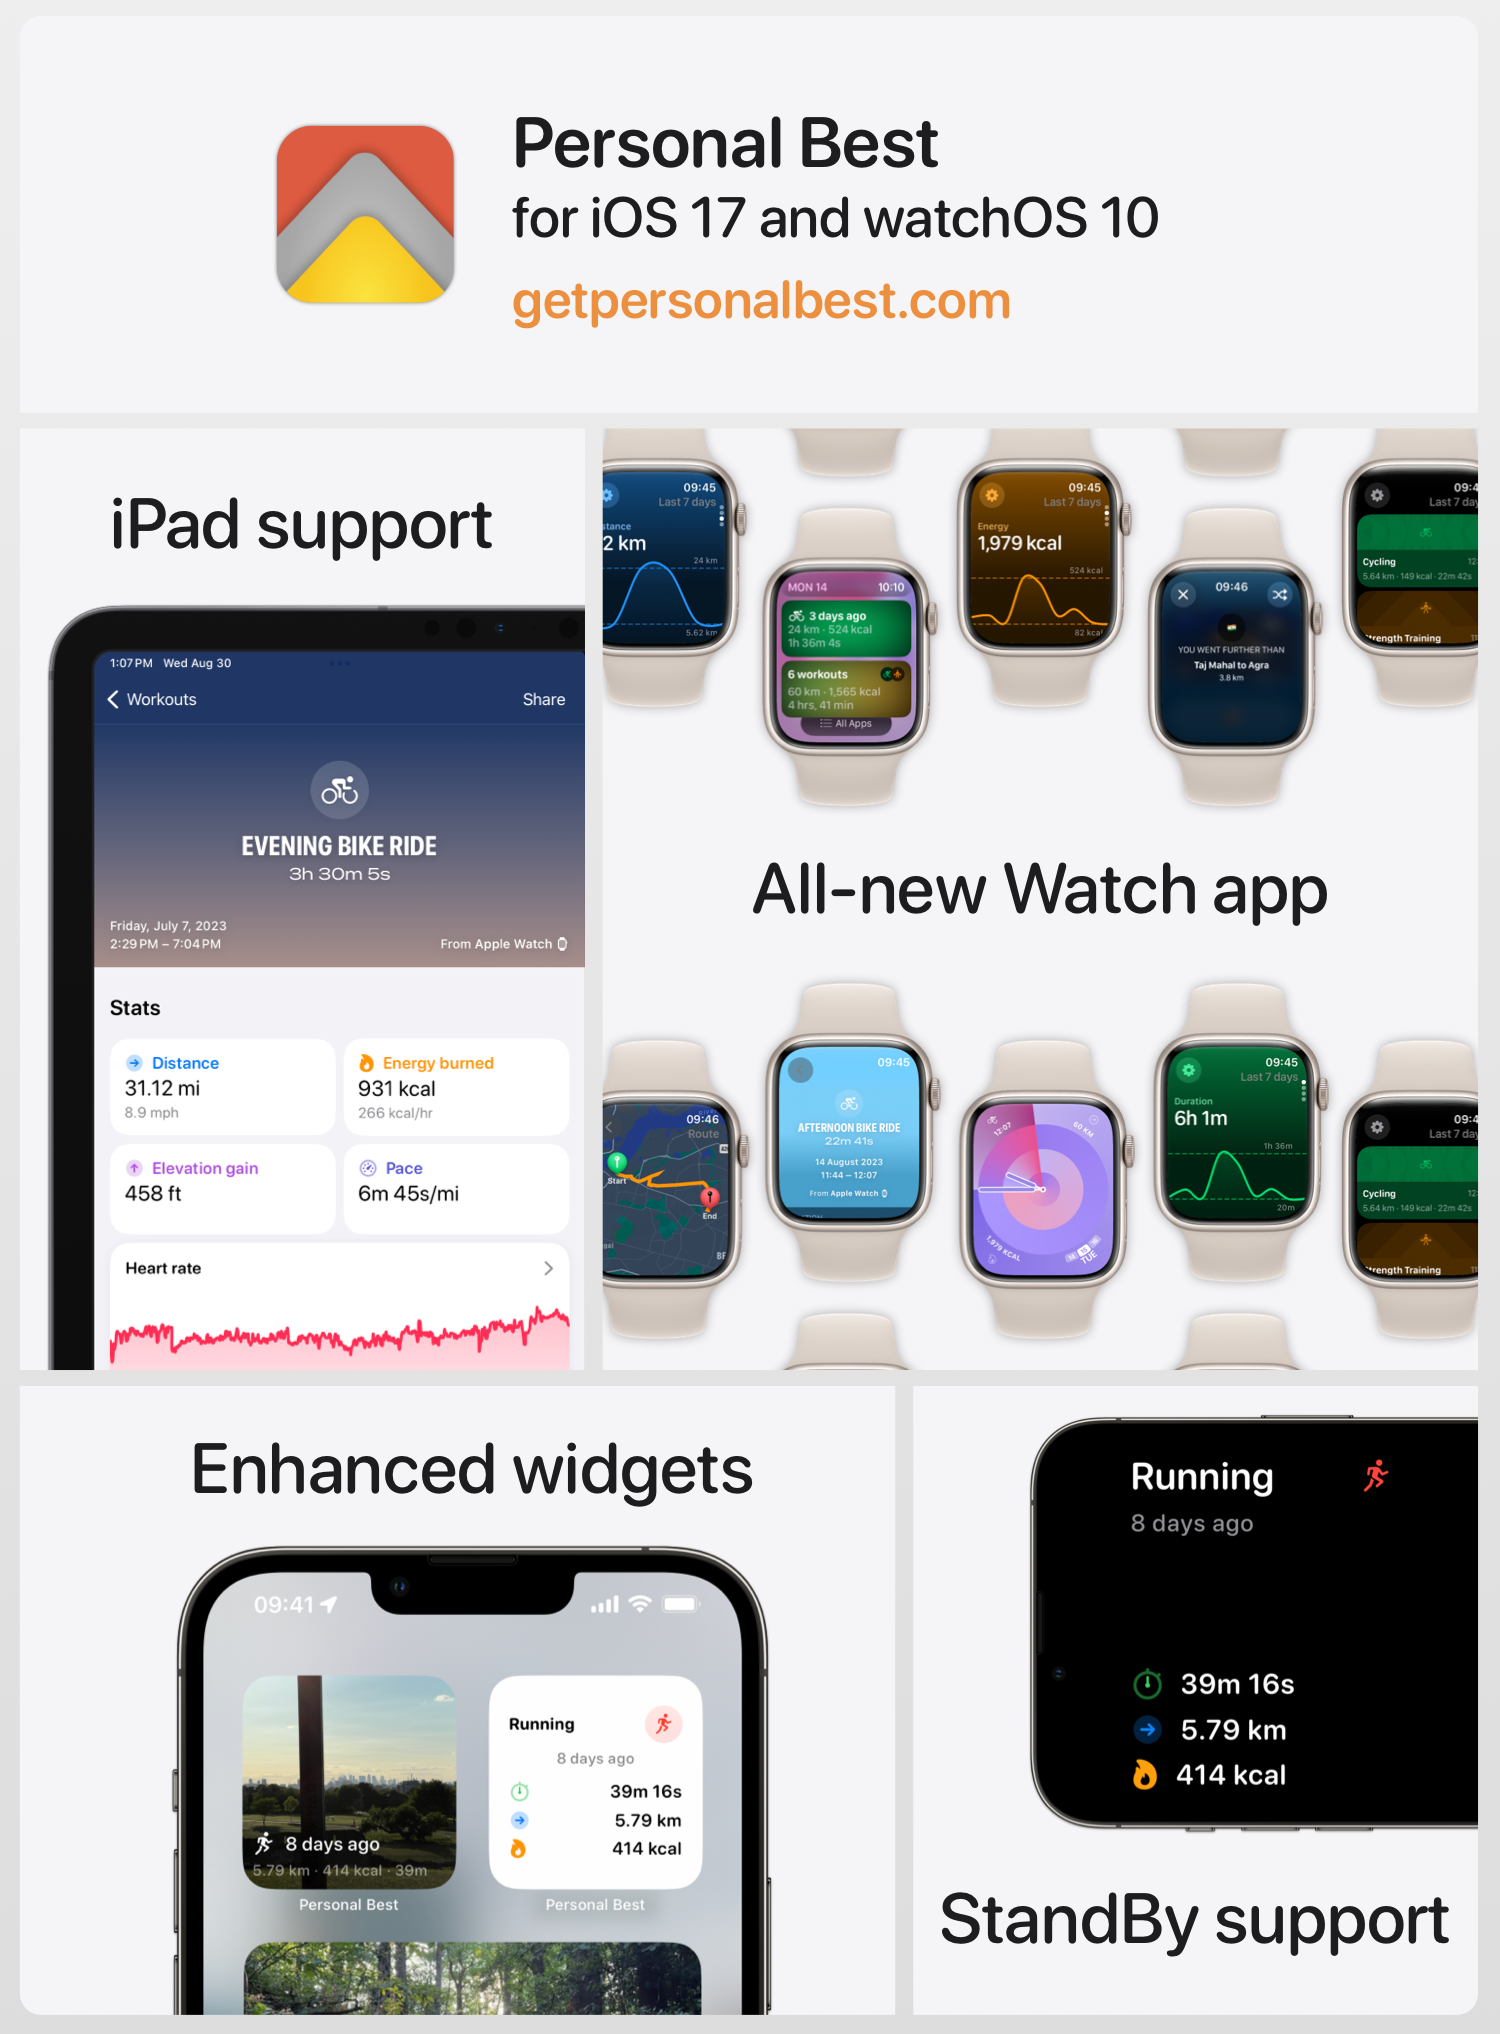 Personal Best
for iOS 17 and watchOS 10
getpersonalbest.com
iPad support
1:07 PM Wed Aug 30
Workouts
Share
EVENING BIKE RIDE
3h 30m 5s
Friday, July 7, 2023
2:29 PM – 7:04 PM
From Apple Watch
Stats
Distance
31.12 mi
8.9 mph
Energy burned
931 kcal
266 kcal/hr
Elevation gain
458 ft
Pace
6m 45s/mi
Heart rate
09:45
Last 7 days
stance
2 km
24 km
5.62 km
MON 14
10:10
3 days ago
24 km · 524 kcal
1h 36m 4s
6 workouts
60 km · 1,565 kcal
4 hrs, 41 min
All Apps
09:45
Last 7 days
Energy
1,979 kcal
524 kcal
82 kcal
09:46
YOU WENT FURTHER THAN
Taj Mahal to Agra
3.8 km
09:4
Last 7 day
Cycling
5.64 km · 149 kcal · 22m 42s
Strength Training
All-new Watch app
09:46
Route
Start
End
09:45
AFTERNOON BIKE RIDE
22m 41s
14 August 2023
11:44 – 12:07
From Apple Watch
12:07
60 KM
1,979 KCAL
TUE
09:45
Last 7 days
Duration
6h 1m
1h 36m
20m
09:4
Last 7 day
Cycling
12:
5.64 km · 149 kcal · 22m 42s
Strength Training
Enhanced widgets
09:41
8 days ago
5.79 km · 414 kcal · 39m
Personal Best
Running
8 days ago
39m 16s
5.79 km
414 kcal
Personal Best
Running
8 days ago
39m 16s
5.79 km
414 kcal
StandBy support